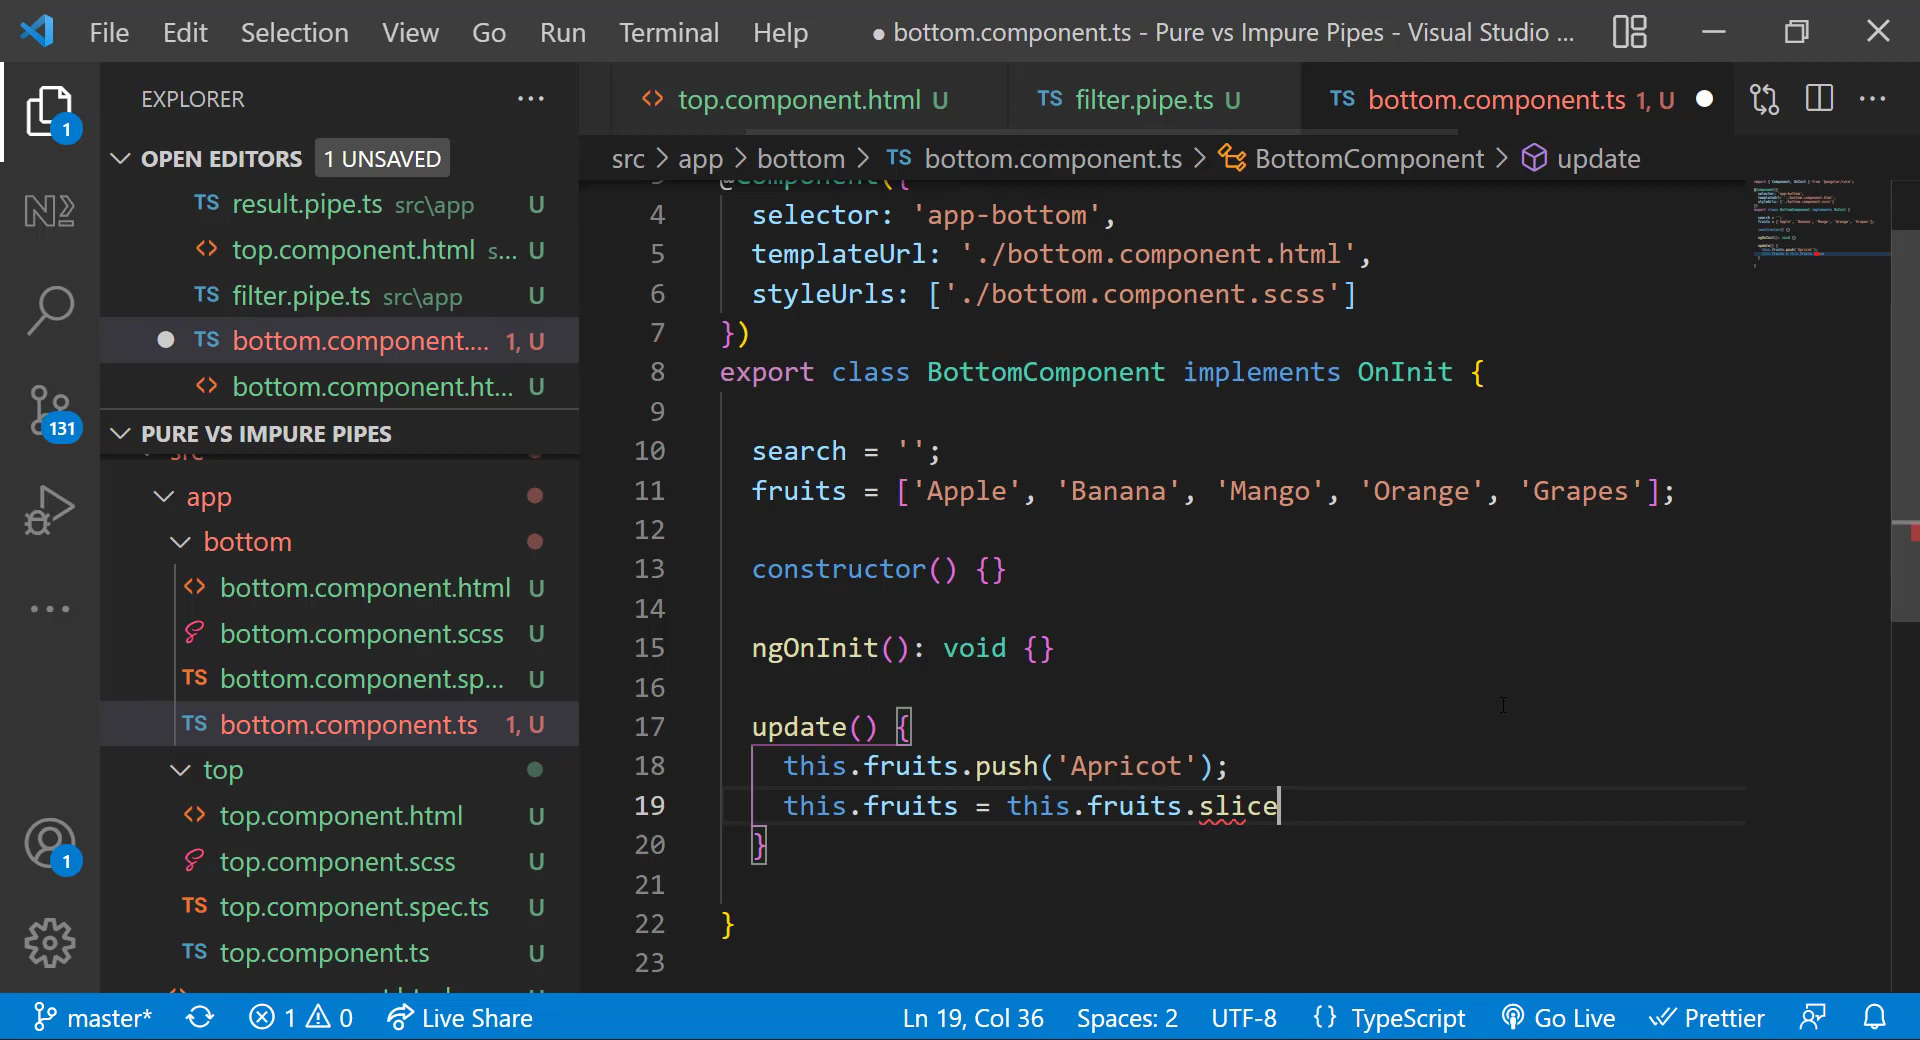 File Edit Selection View Go Run Terminal Help ● bottom.component.ts - Pure vs Impure Pipes - Visual Studio ...
EXPLORER ...
OPEN EDITORS 1 UNSAVED
TS result.pipe.ts src\app U
<> top.component.html s... U
TS filter.pipe.ts src\app U
TS bottom.component.... 1, U
<> bottom.component.ht... U
PURE VS IMPURE PIPES
src
app
bottom
<> bottom.component.html U
bottom.component.scss U
TS bottom.component.sp... U
TS bottom.component.ts 1, U
top
<> top.component.html U
top.component.scss U
TS top.component.spec.ts U
TS top.component.ts U
1
131
1
<> top.component.html U TS filter.pipe.ts U TS bottom.component.ts 1, U
src > app > bottom > TS bottom.component.ts > BottomComponent > update
3 @Component({
4 selector: 'app-bottom',
5 templateUrl: './bottom.component.html',
6 styleUrls: ['./bottom.component.scss']
7 })
8 export class BottomComponent implements OnInit {
9
10 search = '';
11 fruits = ['Apple', 'Banana', 'Mango', 'Orange', 'Grapes'];
12
13 constructor() {}
14
15 ngOnInit(): void {}
16
17 update() {
18 this.fruits.push('Apricot');
19 this.fruits = this.fruits.slice
20 }
21
22 }
23
master* 1 0 Live Share Ln 19, Col 36 Spaces: 2 UTF-8 {} TypeScript Go Live Prettier